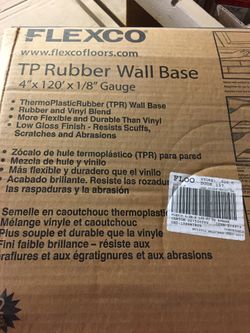 FLEXCO
www.flexcofloors.com
TP Rubber Wall Base
4" x 120' x 1/8" Gauge
• ThermoPlasticRubber (TPR) Wall Base
• Rubber and Vinyl Blend
• More Flexible and Durable Than Vinyl
• Low Gloss Finish - Resists Scuffs,
Scratches and Abrasions
• Zócalo de hule termoplástico (TPR) para pared
• Mezcla de hule y vinilo
• Más flexible y duradero que el vinilo
• Acabado brillante. Resiste las rozaduras,
las raspaduras y la abrasión.
Semelle en caoutchouc thermoplastic
Mélange caoutchouc et vinyle
Plus souple et durable que le vinyle
Fini faible brillance – résiste aux
éraflures et aux égratignures et aux abrasions
FLOO